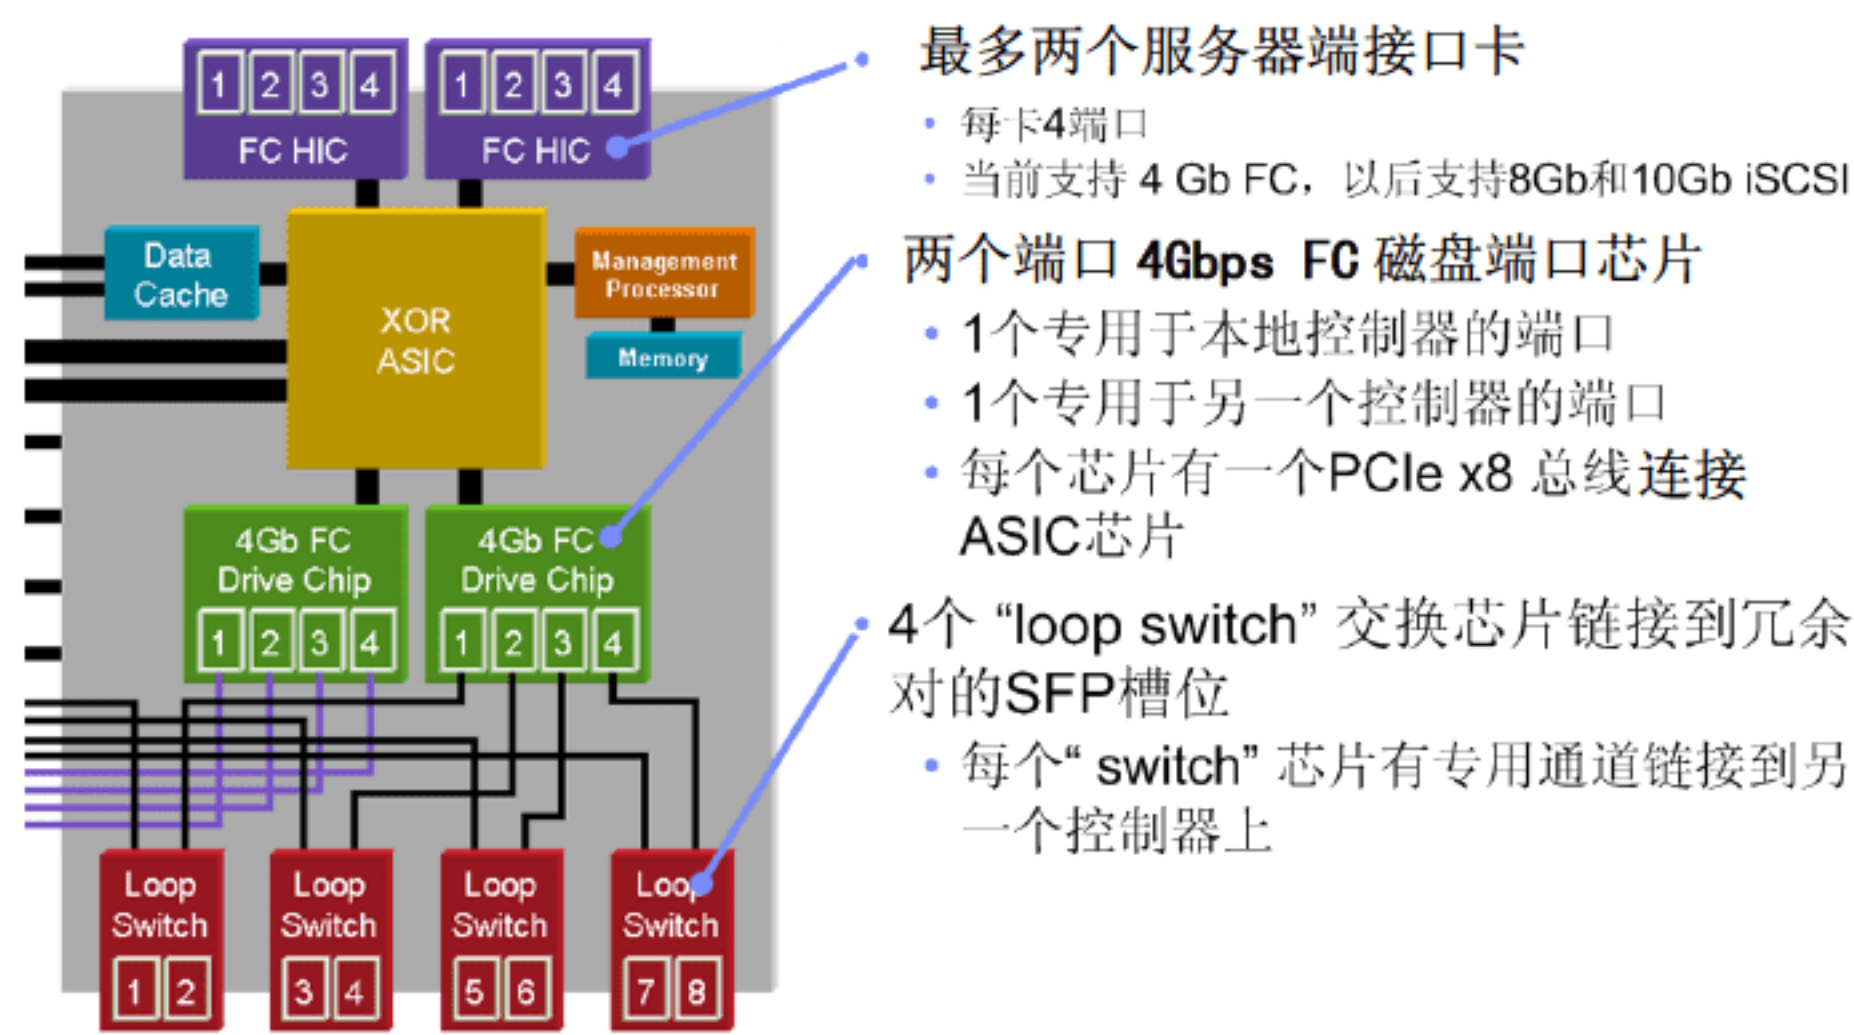 1 2 3 4
FC HIC
1 2 3 4
FC HIC
Data
Cache
XOR
ASIC
Management
Processor
Memory
4Gb FC
Drive Chip
1 2 3 4
4Gb FC
Drive Chip
1 2 3 4
Loop
Switch
1 2
Loop
Switch
3 4
Loop
Switch
5 6
Loop
Switch
7 8
• 最多两个服务器端接口卡
• 每卡4端口
• 当前支持 4 Gb FC，以后支持8Gb和10Gb iSCSI
• 两个端口 4Gbps FC 磁盘端口芯片
• 1个专用于本地控制器的端口
• 1个专用于另一个控制器的端口
• 每个芯片有一个PCIe x8 总线连接
ASIC芯片
• 4个 “loop switch” 交换芯片链接到冗余
对的SFP槽位
• 每个“ switch” 芯片有专用通道链接到另
一个控制器上